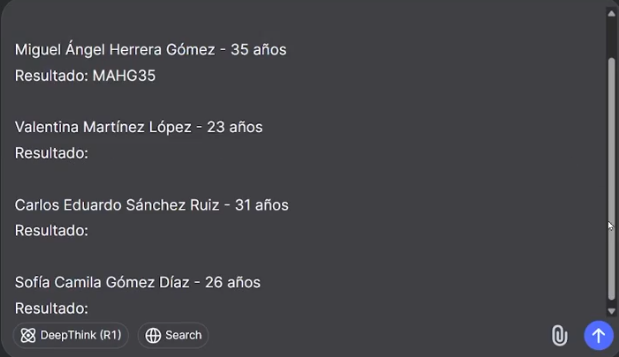 Miguel Ángel Herrera Gómez - 35 años
Resultado: MAHG35
Valentina Martínez López - 23 años
Resultado:
Carlos Eduardo Sánchez Ruiz - 31 años
Resultado:
Sofía Camila Gómez Díaz - 26 años
Resultado:
DeepThink (R1) Search